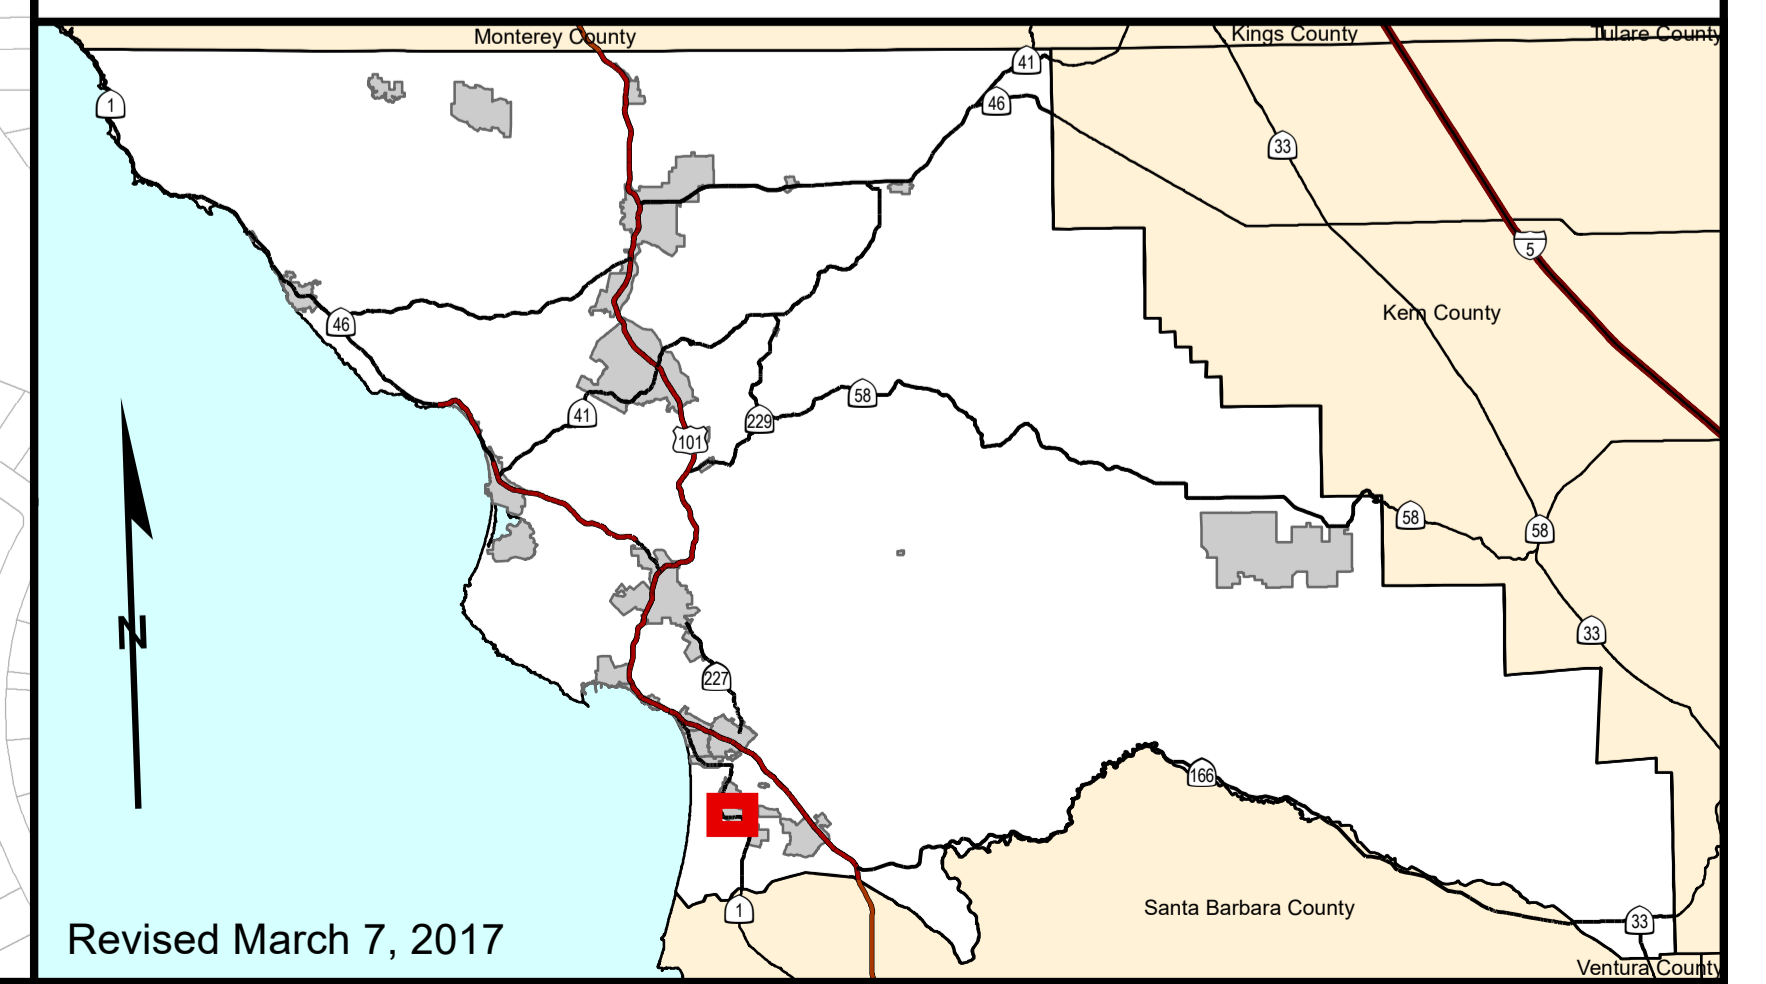 Monterey County
Kings County
Tulare County
41
46
1
33
5
Kern County
46
58
41
229
101
58
58
N
33
227
166
Santa Barbara County
1
33
Revised March 7, 2017
Ventura County